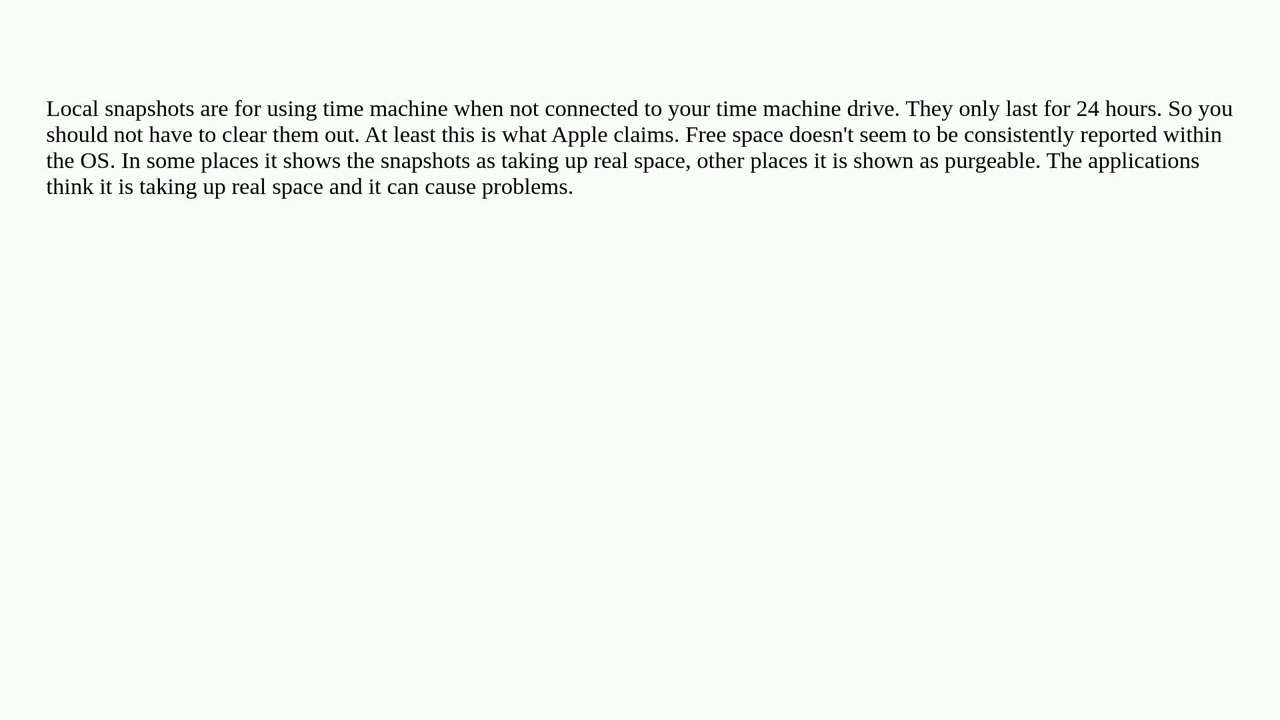 Local snapshots are for using time machine when not connected to your time machine drive. They only last for 24 hours. So you
should not have to clear them out. At least this is what Apple claims. Free space doesn't seem to be consistently reported within
the OS. In some places it shows the snapshots as taking up real space, other places it is shown as purgeable. The applications
think it is taking up real space and it can cause problems.